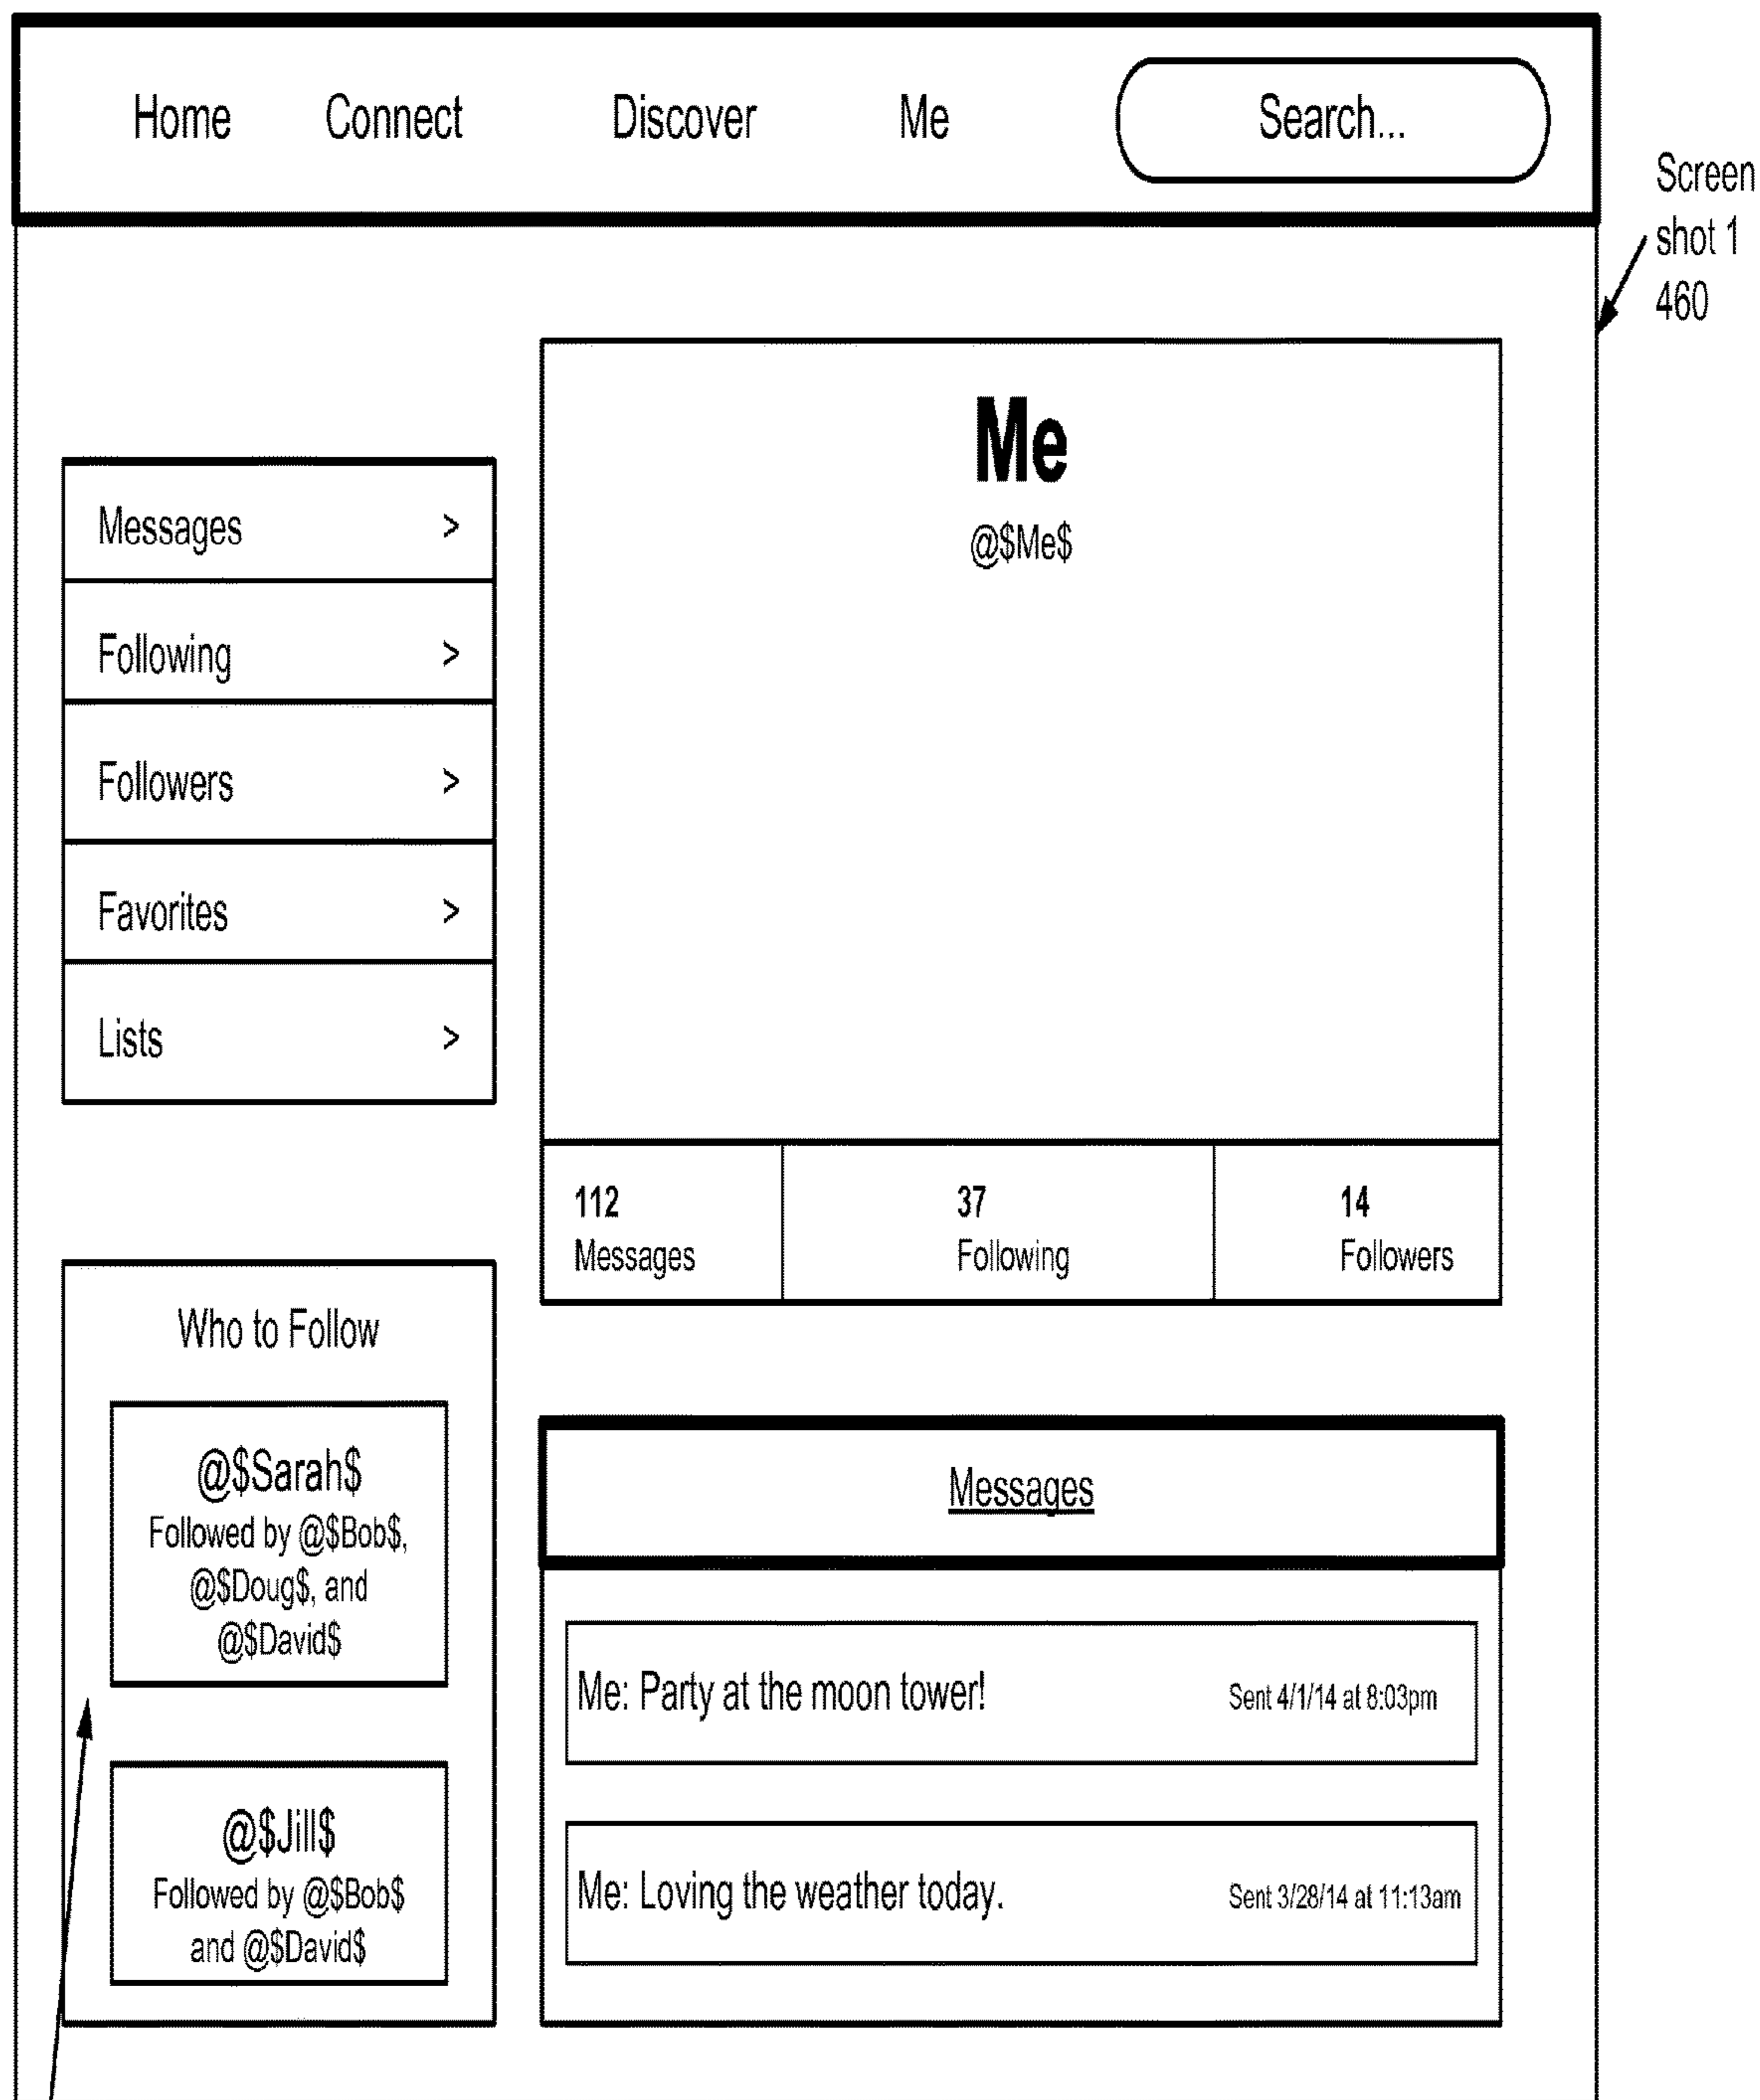 Home Connect Discover Me Search...
Screen
shot 1
460
Me
@$Me$
Messages >
Following >
Followers >
Favorites >
Lists >
112 37 14
Messages Following Followers
Who to Follow
@$Sarah$
Followed by @$Bob$,
@$Doug$, and
@$David$
@$Jill$
Followed by @$Bob$
and @$David$
Messages
Me: Party at the moon tower! Sent 4/1/14 at 8:03pm
Me: Loving the weather today. Sent 3/28/14 at 11:13am